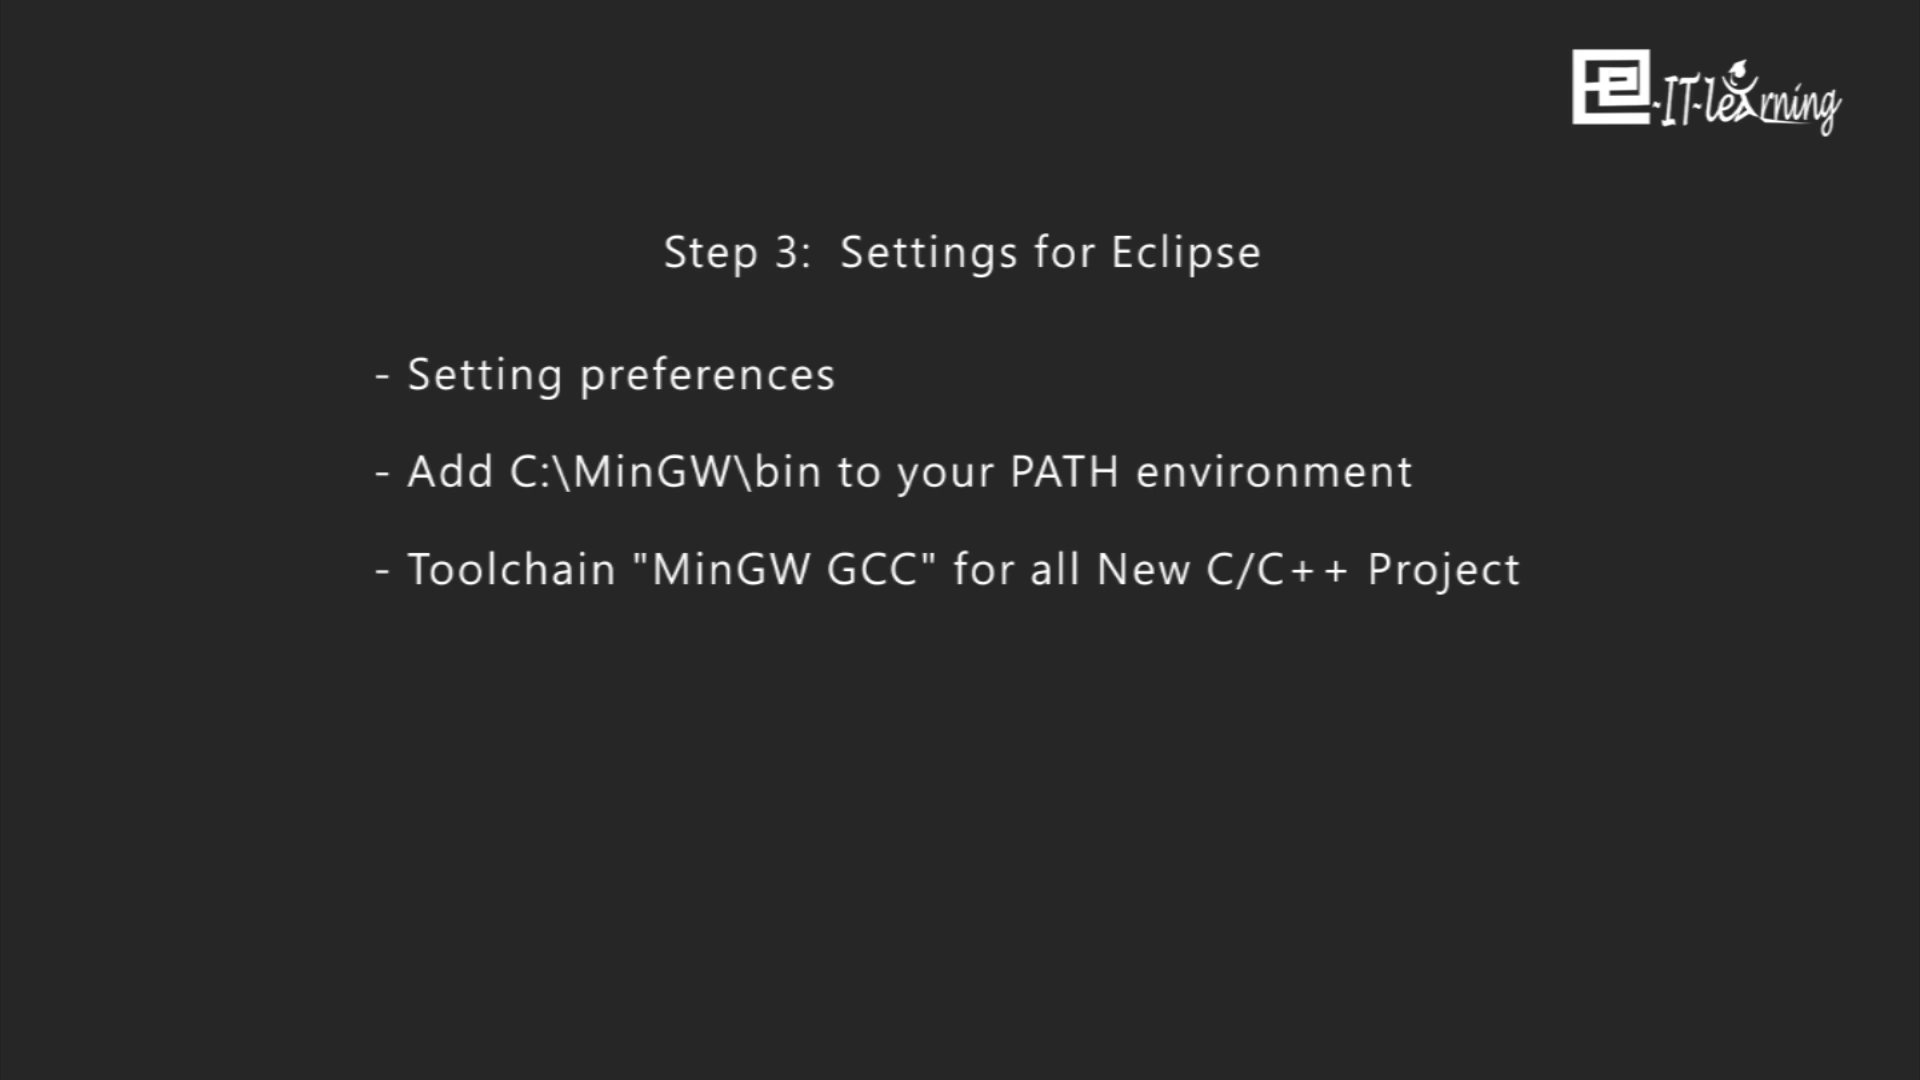 e-IT-learning
Step 3: Settings for Eclipse
- Setting preferences
- Add C:\MinGW\bin to your PATH environment
- Toolchain "MinGW GCC" for all New C/C++ Project